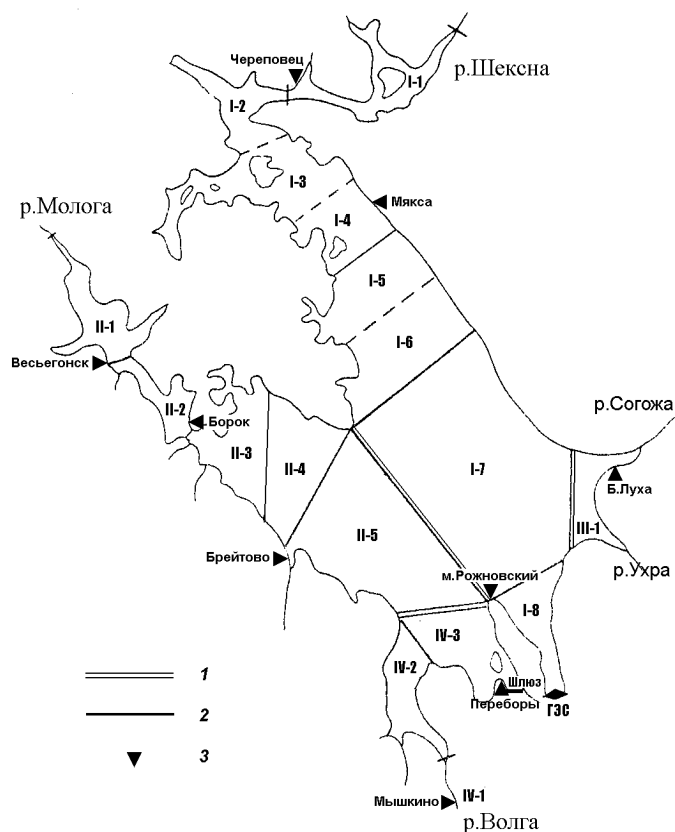 Череповец
р.Шексна
I-1
I-2
I-3
Мякса
р.Молога
I-4
I-5
II-1
I-6
Весьегонск
II-2
Борок
р.Согожа
II-3
II-4
I-7
Б.Луха
III-1
II-5
Брейтово
р.Ухра
м.Рожновский
I-8
IV-3
IV-2
1
Шлюз
Переборы
ГЭС
2
3
Мышкино
IV-1
р.Волга